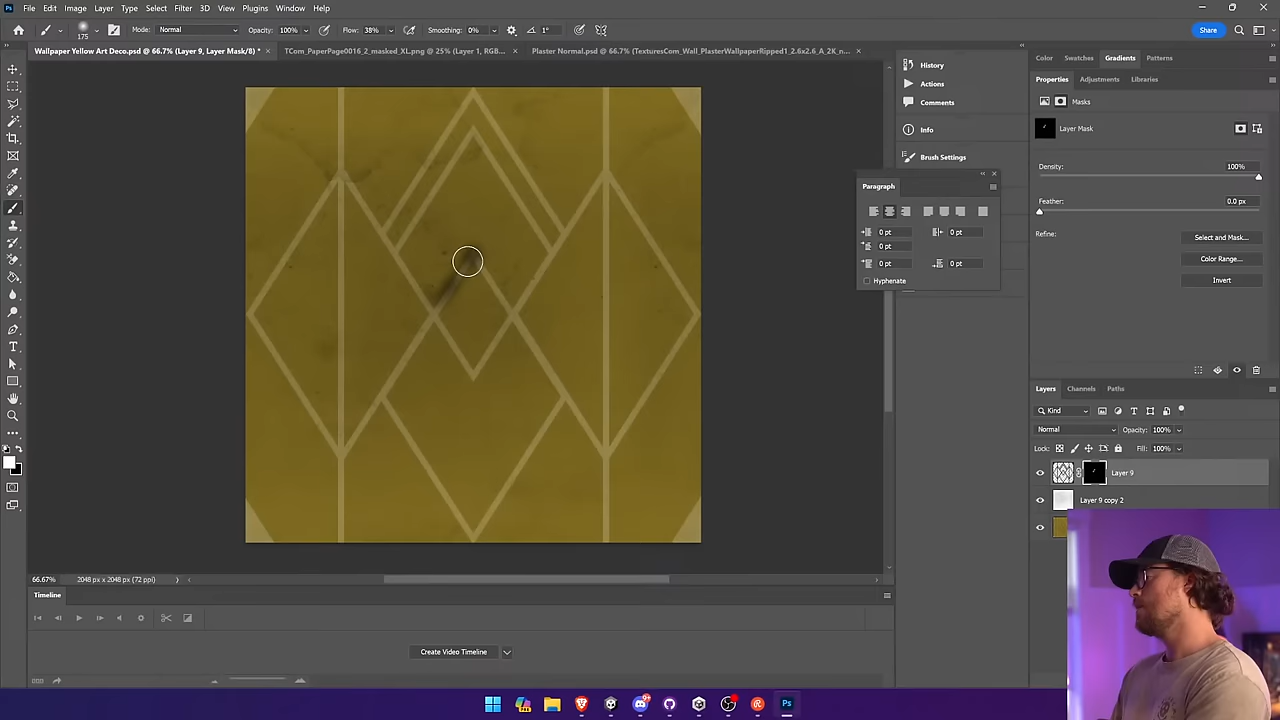 File Edit Image Layer Type Select Filter 3D View Plugins Window Help
Share
175 Mode: Normal Opacity: 100% Flow: 38% Smoothing: 0% 1°
Wallpaper Yellow Art Deco.psd @ 66.7% (Layer 9, Layer Mask/8) *
TCom_PaperPage0016_2_masked_XL.png @ 25% (Layer 1, RGB...
Plaster Normal.psd @ 66.7% (TexturesCom_Wall_PlasterWallpaperRipped1_2.6x2.6_A_2K_n...
History
Actions
Comments
Info
Brush Settings
Paragraph
0 pt 0 pt
0 pt
0 pt 0 pt
Hyphenate
Color Swatches Gradients Patterns
Properties Adjustments Libraries
Masks
Layer Mask
Density: 100%
Feather: 0.0 px
Refine:
Select and Mask...
Color Range...
Invert
Layers Channels Paths
Kind
Normal Opacity: 100%
Lock: Fill: 100%
Layer 9
Layer 9 copy 2
66.67% 2048 px x 2048 px (72 ppi)
Timeline
Create Video Timeline
Ps